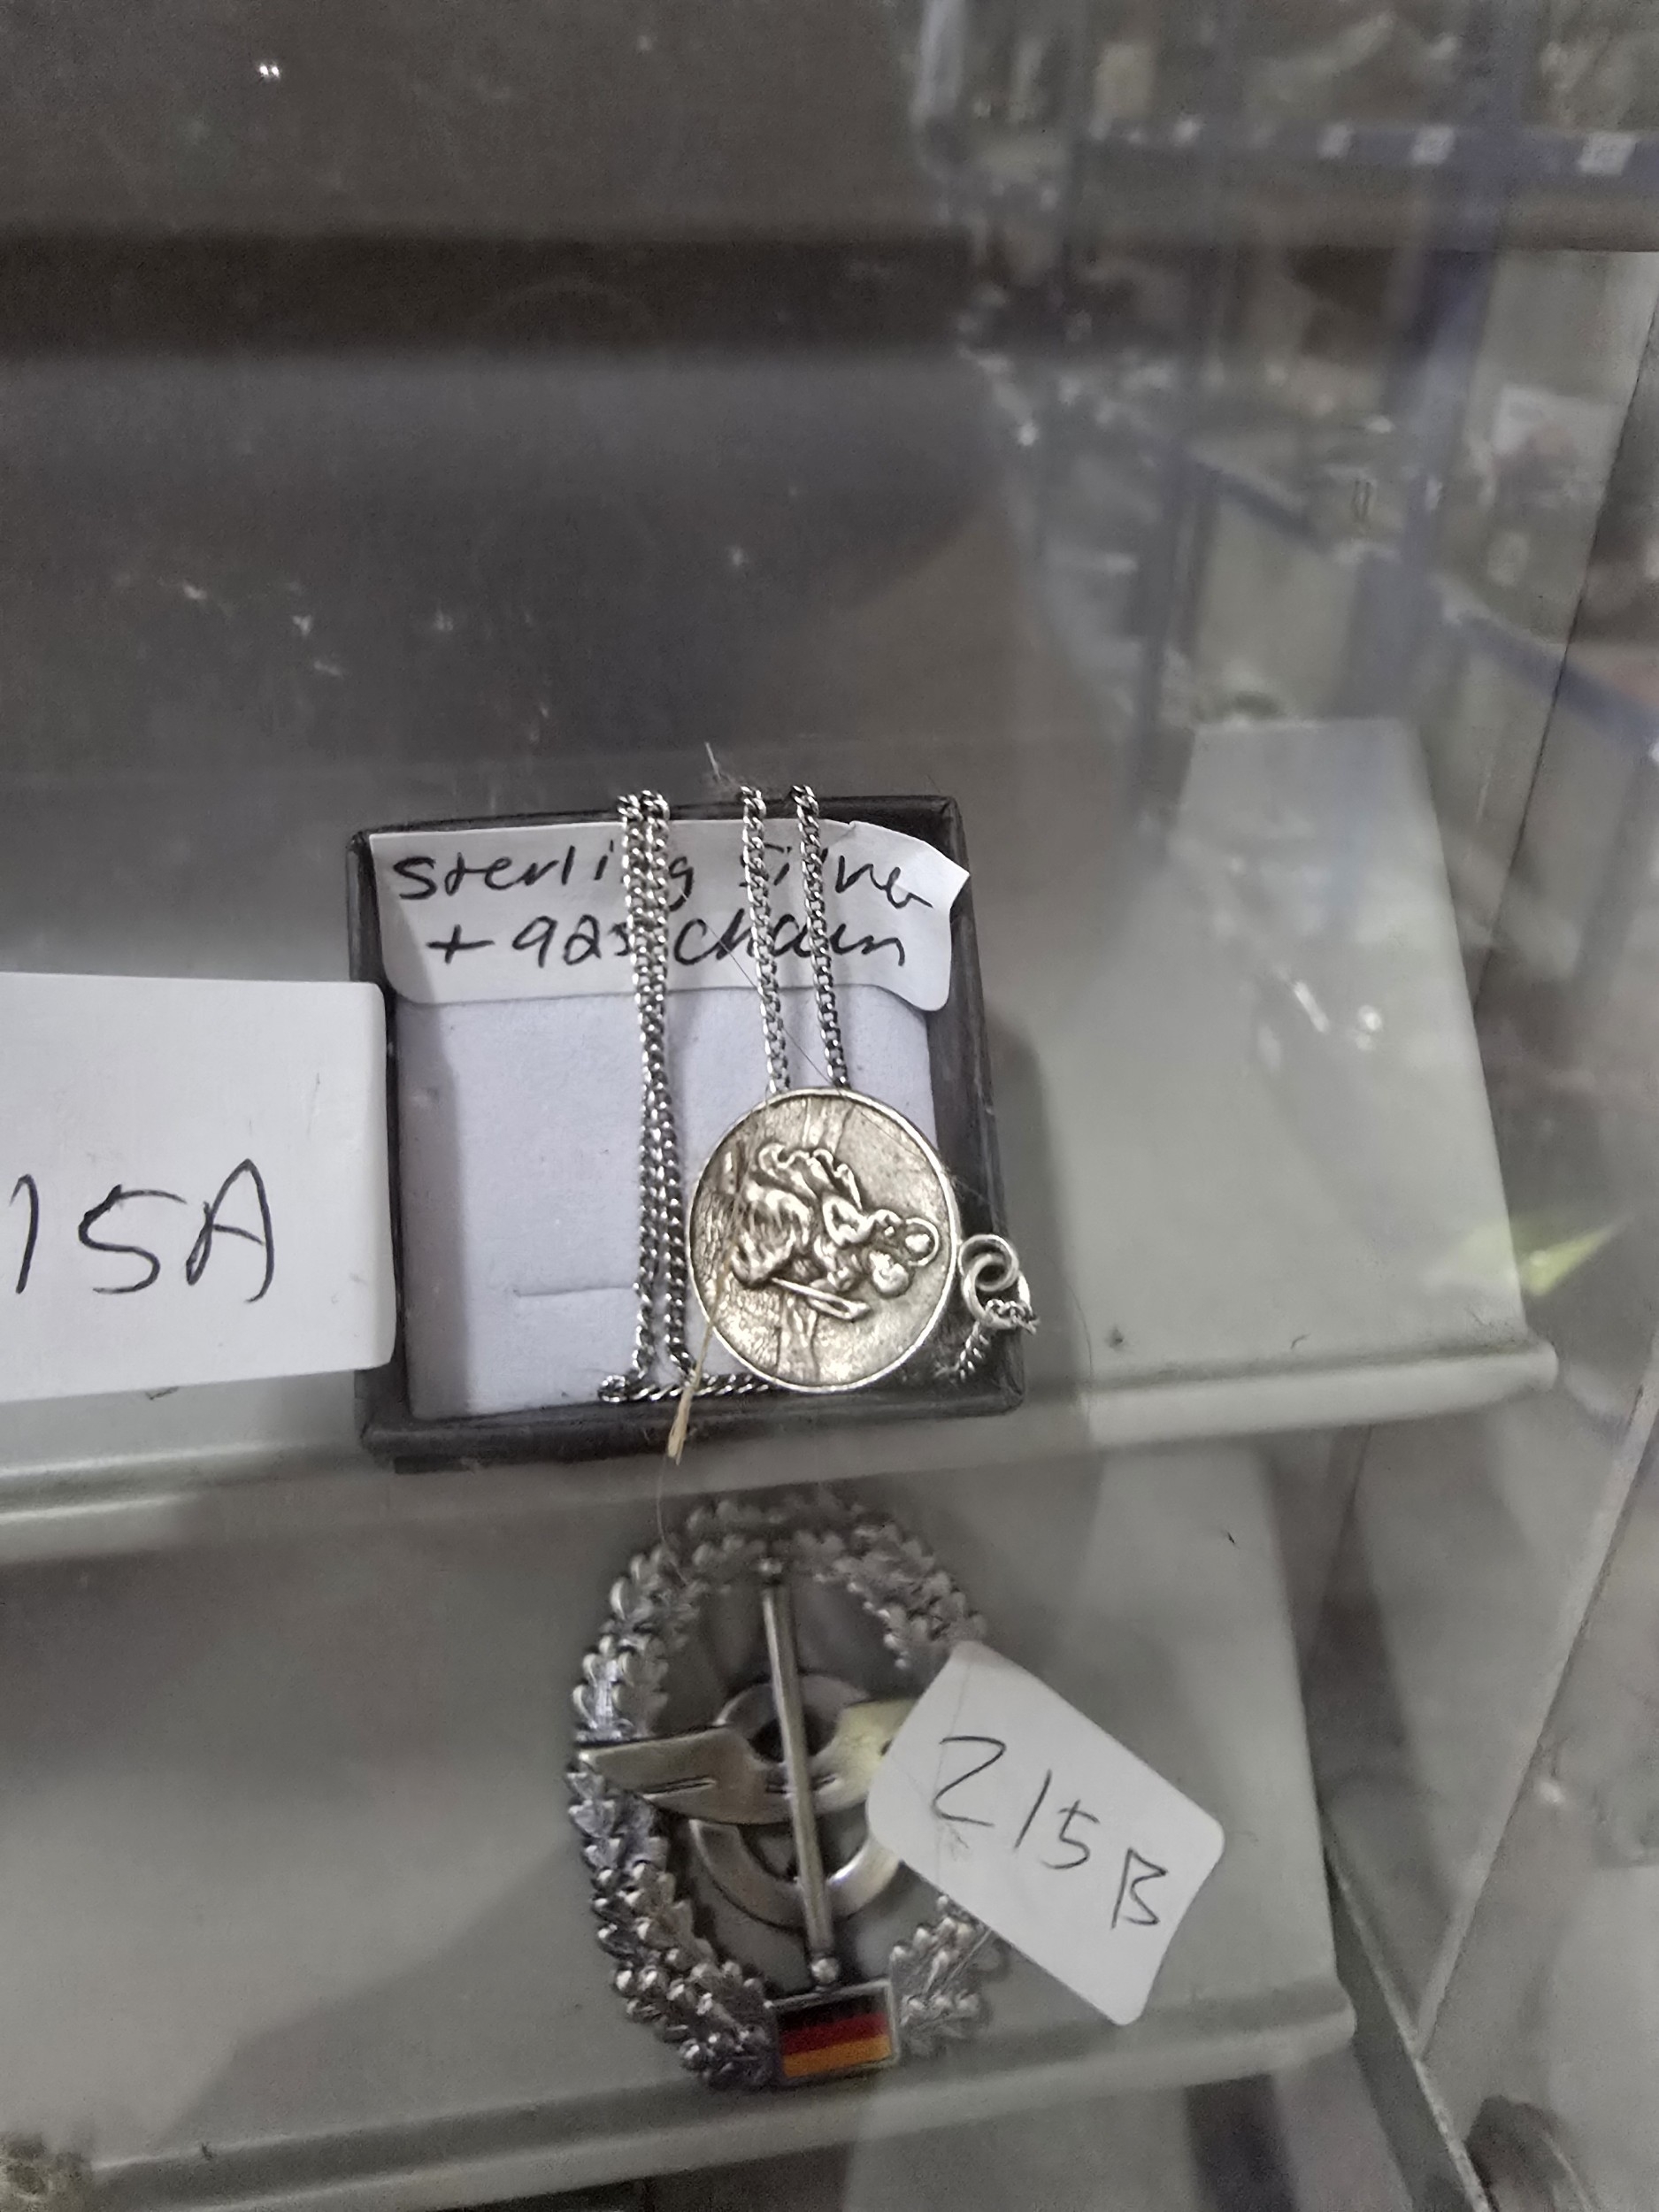 Sterling Silver
+ 925 chain
15A
215B